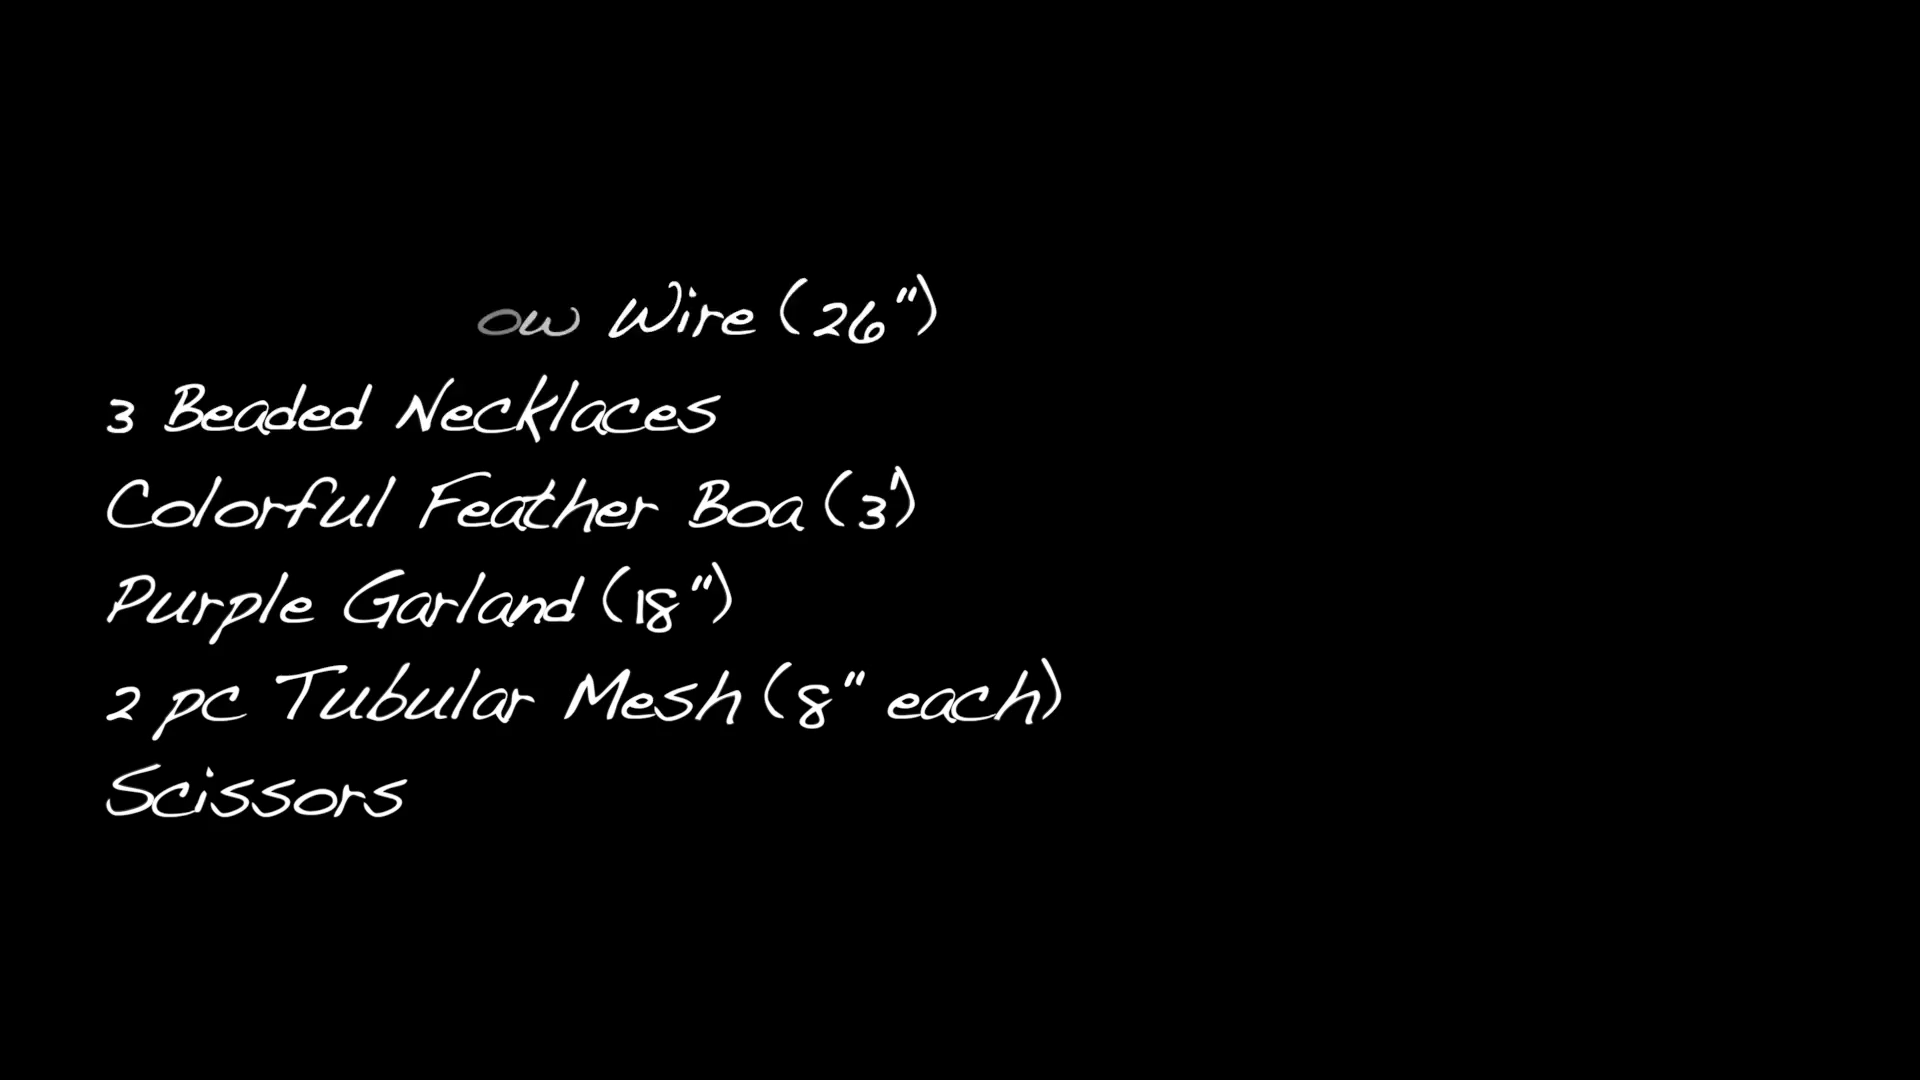 ow Wire (26")
3 Beaded Necklaces
Colorful Feather Boa (3')
Purple Garland (18")
2 pc Tubular Mesh (8" each)
Scissors